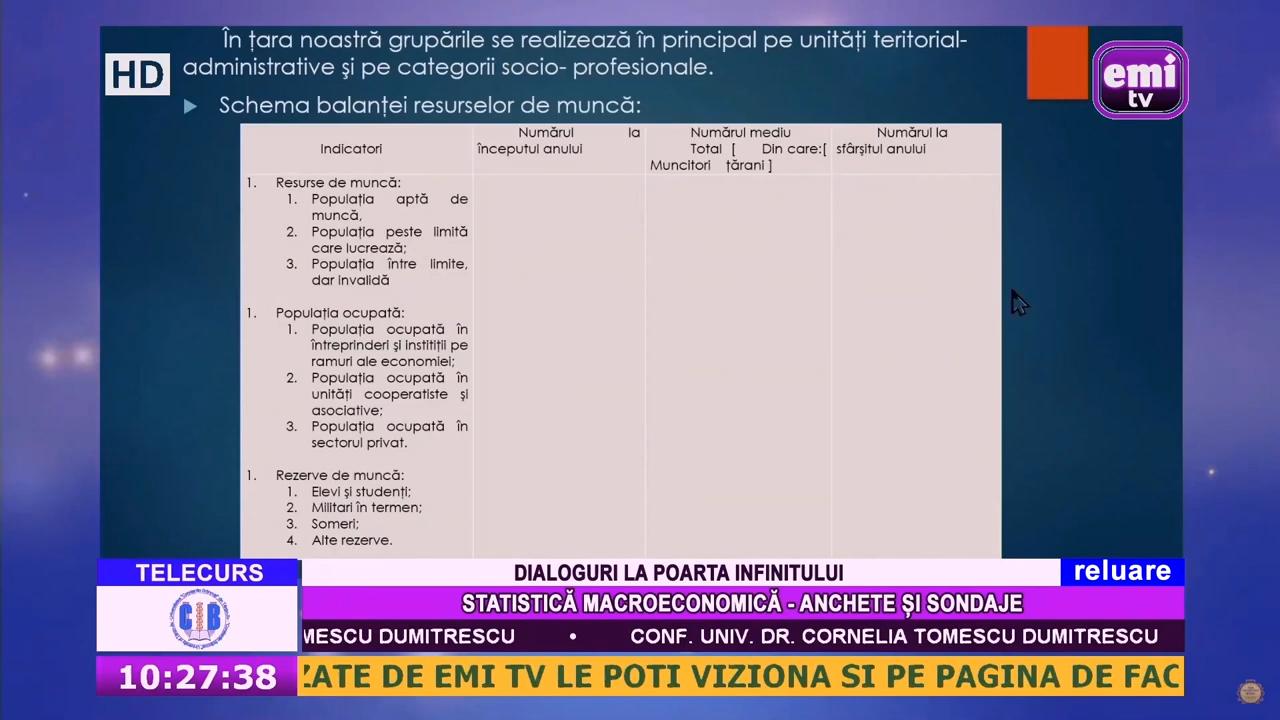 În țara noastră grupările se realizează în principal pe unități teritorial-
administrative și pe categorii socio- profesionale.
HD
emi
tv
Schema balanței resurselor de muncă:
Indicatori
Numărul la
începutul anului
Numărul mediu
Total [ Din care:[
Muncitori țărani ]
Numărul la
sfârșitul anului
1. Resurse de muncă:
1. Populația aptă de
muncă,
2. Populația peste limită
care lucrează;
3. Populația între limite,
dar invalidă
1. Populația ocupată:
1. Populația ocupată în
întreprinderi și instiții pe
ramuri ale economiei;
2. Populația ocupată în
unități cooperatiste și
asociative;
3. Populația ocupată în
sectorul privat.
1. Rezerve de muncă:
1. Elevi și studenți;
2. Militari în termen;
3. Someri;
4. Alte rezerve.
TELECURS
DIALOGURI LA POARTA INFINITULUI
reluare
CIB
STATISTICĂ MACROECONOMICĂ - ANCHETE ȘI SONDAJE
MESCU DUMITRESCU • CONF. UNIV. DR. CORNELIA TOMESCU DUMITRESCU
10:27:38
ZATE DE EMI TV LE POTI VIZIONA SI PE PAGINA DE FAC